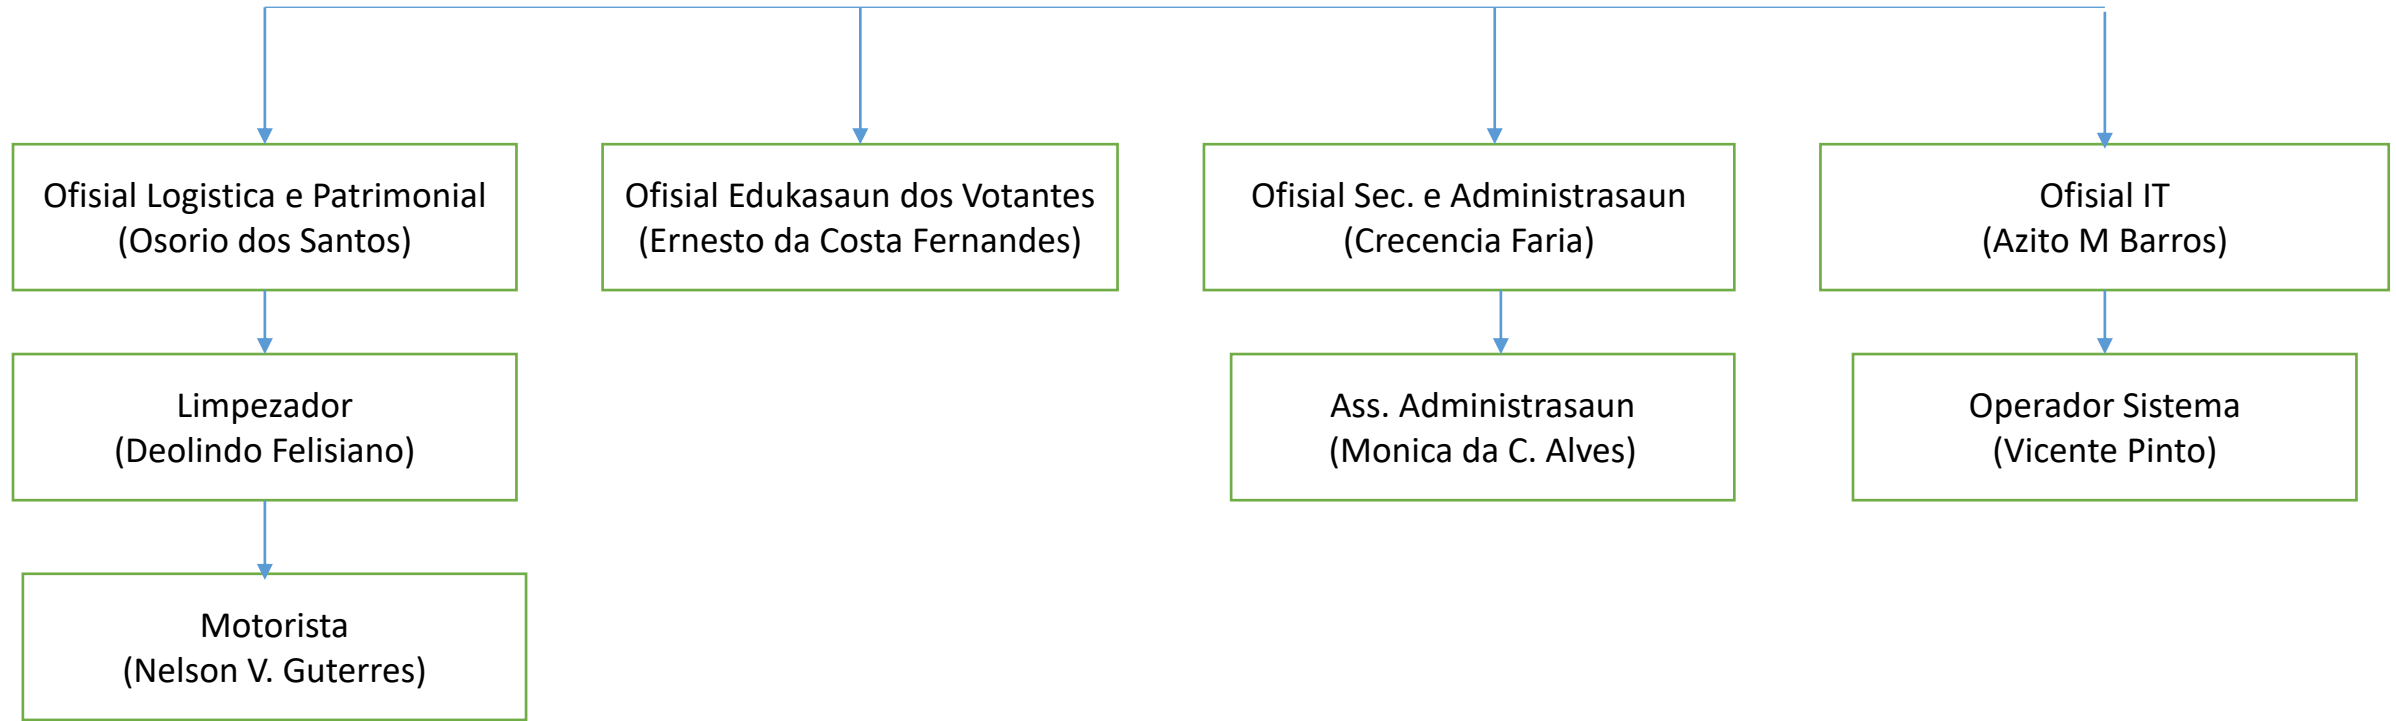 Ofisial Logistica e Patrimonial
(Osorio dos Santos)
Ofisial Edukasaun dos Votantes
(Ernesto da Costa Fernandes)
Ofisial Sec. e Administrasaun
(Crecencia Faria)
Ofisial IT
(Azito M Barros)
Limpezador
(Deolindo Felisiano)
Ass. Administrasaun
(Monica da C. Alves)
Operador Sistema
(Vicente Pinto)
Motorista
(Nelson V. Guterres)